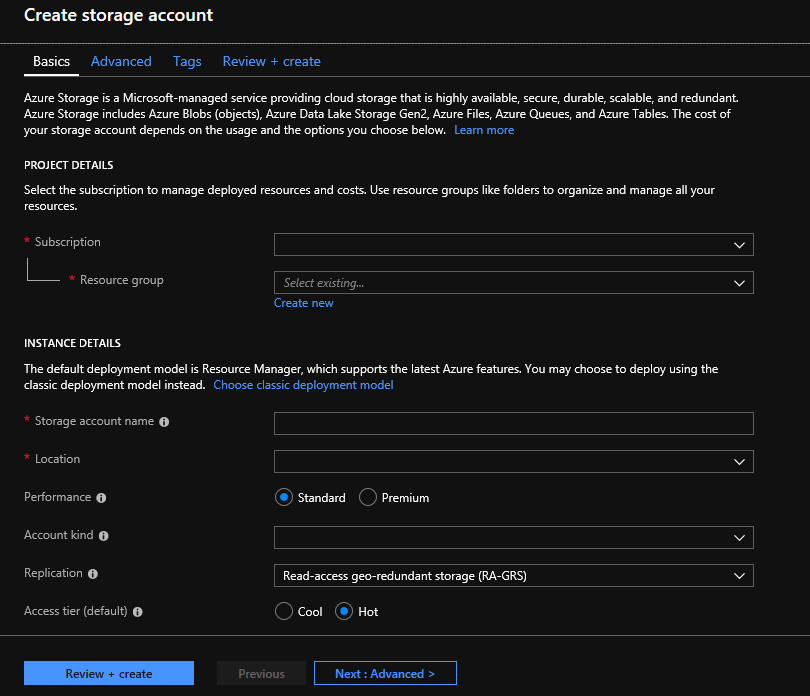 Create storage account
Basics Advanced Tags Review + create
Azure Storage is a Microsoft-managed service providing cloud storage that is highly available, secure, durable, scalable, and redundant.
Azure Storage includes Azure Blobs (objects), Azure Data Lake Storage Gen2, Azure Files, Azure Queues, and Azure Tables. The cost of
your storage account depends on the usage and the options you choose below. Learn more
PROJECT DETAILS
Select the subscription to manage deployed resources and costs. Use resource groups like folders to organize and manage all your
resources.
* Subscription
* Resource group Select existing...
Create new
INSTANCE DETAILS
The default deployment model is Resource Manager, which supports the latest Azure features. You may choose to deploy using the
classic deployment model instead. Choose classic deployment model
* Storage account name
* Location
Performance Standard Premium
Account kind
Replication Read-access geo-redundant storage (RA-GRS)
Access tier (default) Cool Hot
Review + create Previous Next : Advanced >